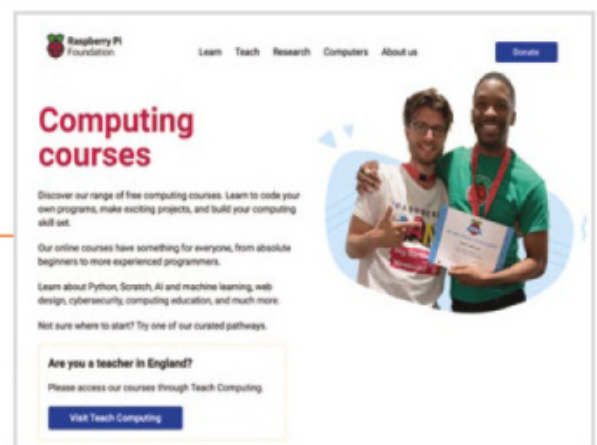 Raspberry Pi
Foundation
Learn Teach Research Computers About us
Donate
Computing
courses
Discover our range of free computing courses. Learn to code your
own programs, make exciting projects, and build your computing
skill set.
Our online courses have something for everyone, from absolute
beginners to more experienced programmers.
Learn about Python, Scratch, AI and machine learning, web
design, cybersecurity, computing education, and much more.
Not sure where to start? Try one of our curated pathways.
Are you a teacher in England?
Please access our courses through Teach Computing.
Visit Teach Computing